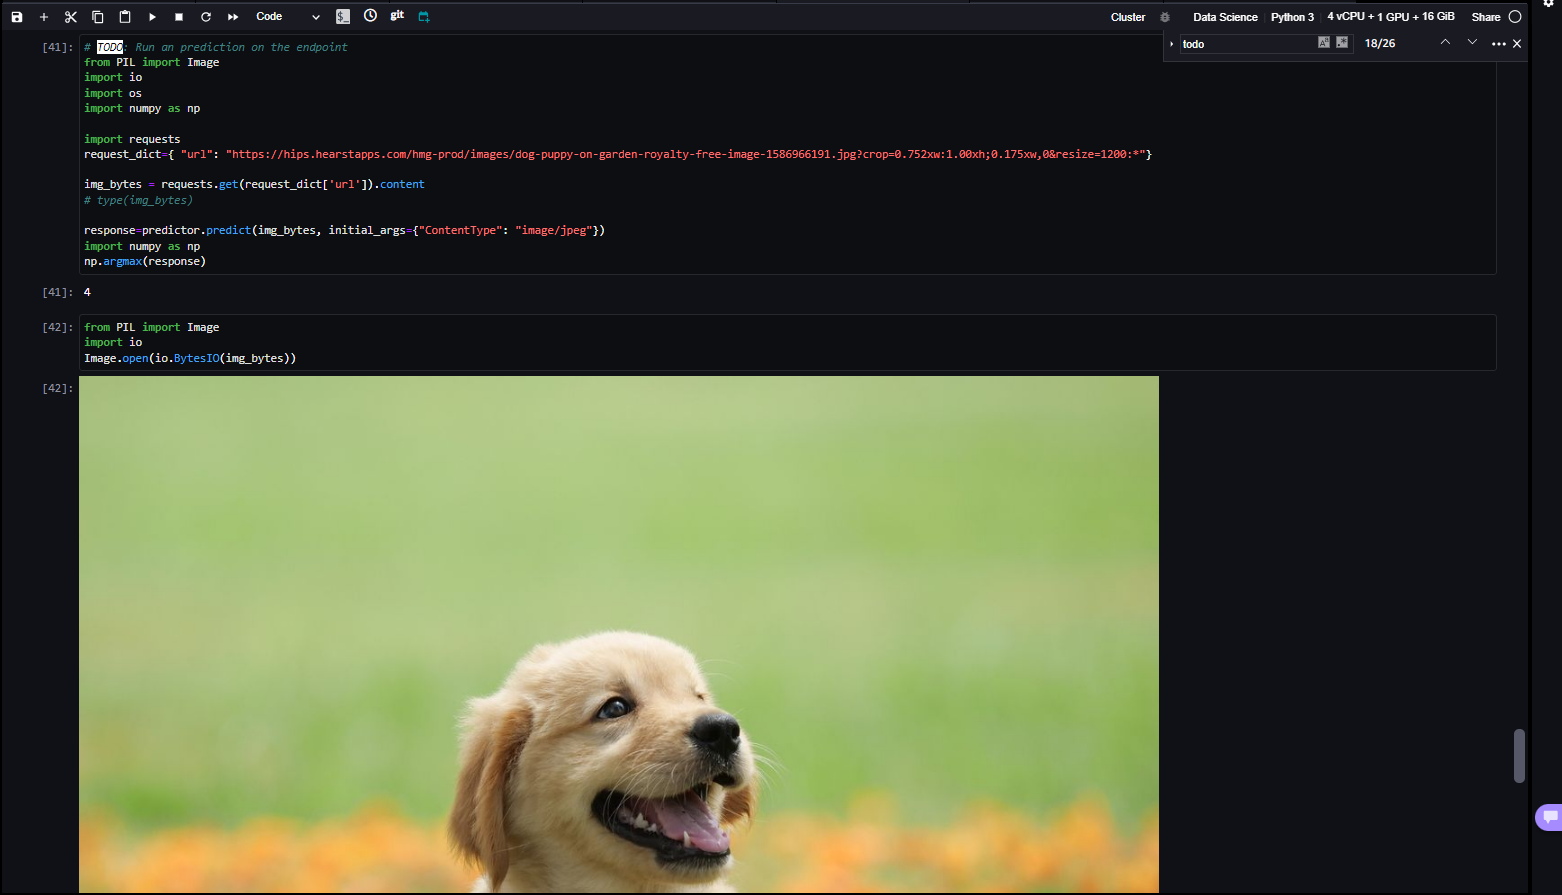 Code
$_
git
Cluster
Data Science
Python 3
4 vCPU + 1 GPU + 16 GiB
Share
todo
18/26
[41]:
# TODO: Run an prediction on the endpoint
from PIL import Image
import io
import os
import numpy as np
import requests
request_dict={ "url": "https://hips.hearstapps.com/hmg-prod/images/dog-puppy-on-garden-royalty-free-image-1586966191.jpg?crop=0.752xw:1.00xh;0.175xw,0&resize=1200:*"}
img_bytes = requests.get(request_dict['url']).content
# type(img_bytes)
response=predictor.predict(img_bytes, initial_args={"ContentType": "image/jpeg"})
import numpy as np
np.argmax(response)
[41]: 4
[42]:
from PIL import Image
import io
Image.open(io.BytesIO(img_bytes))
[42]: